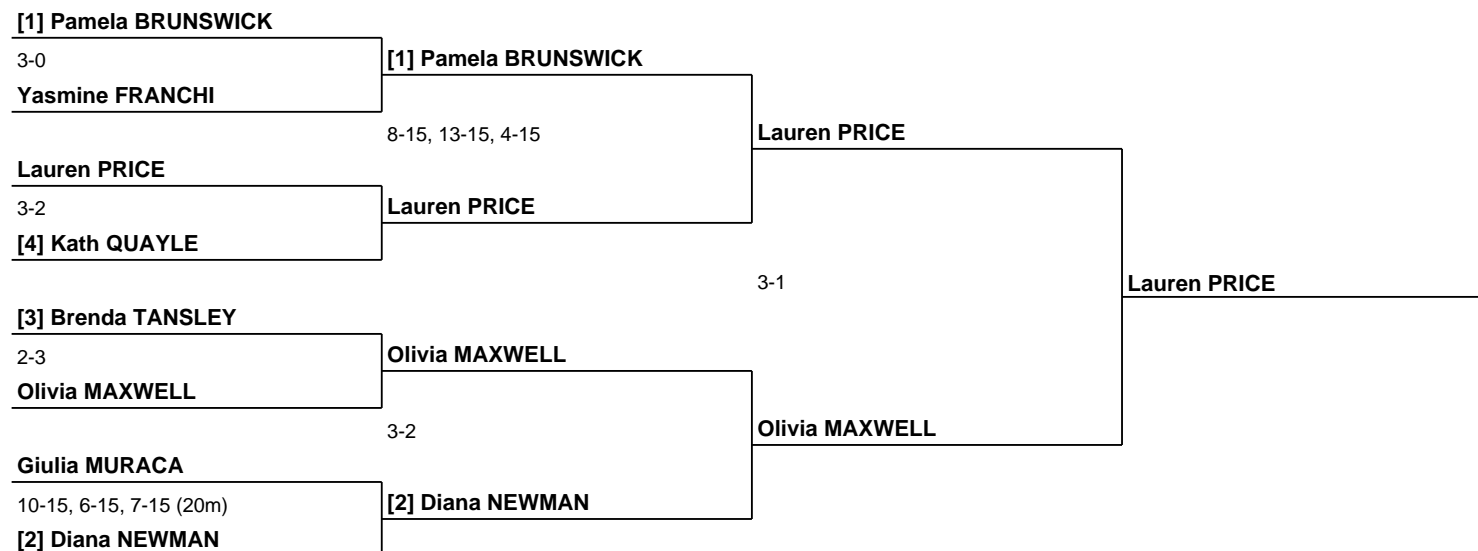 [1] Pamela BRUNSWICK
3-0
[1] Pamela BRUNSWICK
Yasmine FRANCHI
8-15, 13-15, 4-15
Lauren PRICE
Lauren PRICE
3-2
Lauren PRICE
[4] Kath QUAYLE
3-1
Lauren PRICE
[3] Brenda TANSLEY
2-3
Olivia MAXWELL
Olivia MAXWELL
3-2
Olivia MAXWELL
Giulia MURACA
10-15, 6-15, 7-15 (20m)
[2] Diana NEWMAN
[2] Diana NEWMAN